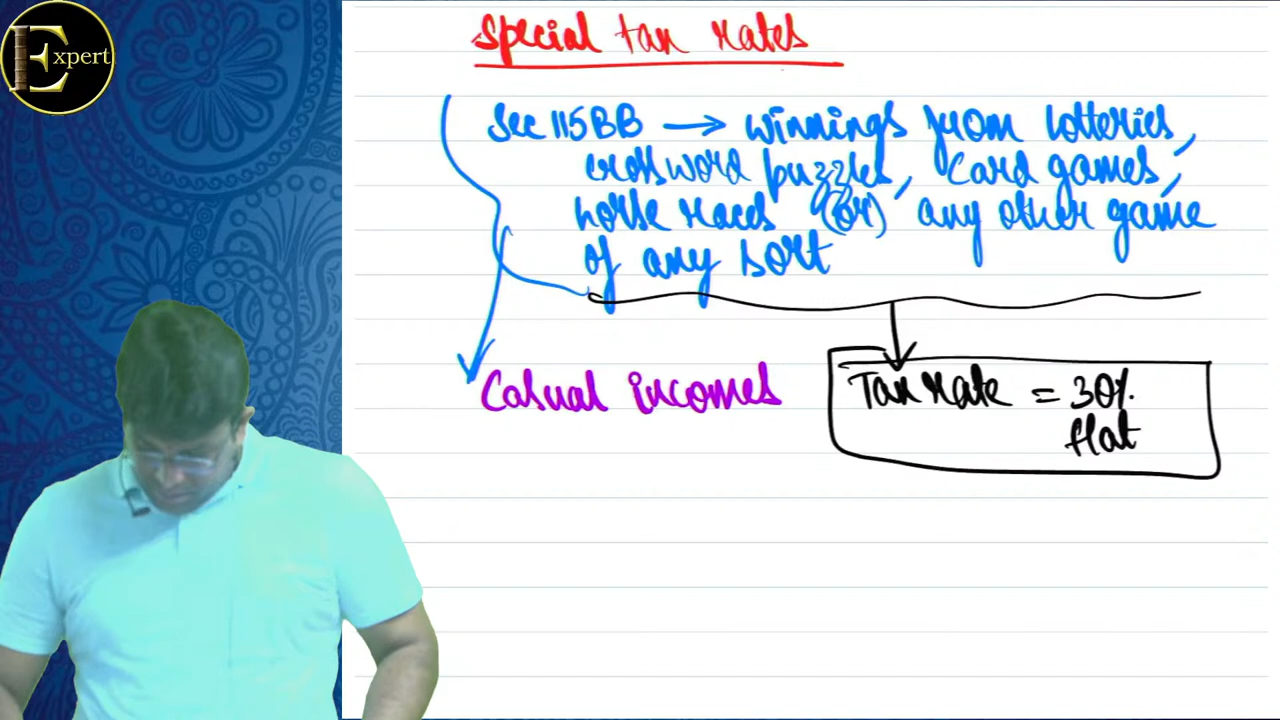 Expert
Special tax rates
Sec 115BB → winnings from lotteries,
crossword puzzles, card games,
horse races (or) any other game
of any sort
Casual incomes
Tax rate = 30%
flat